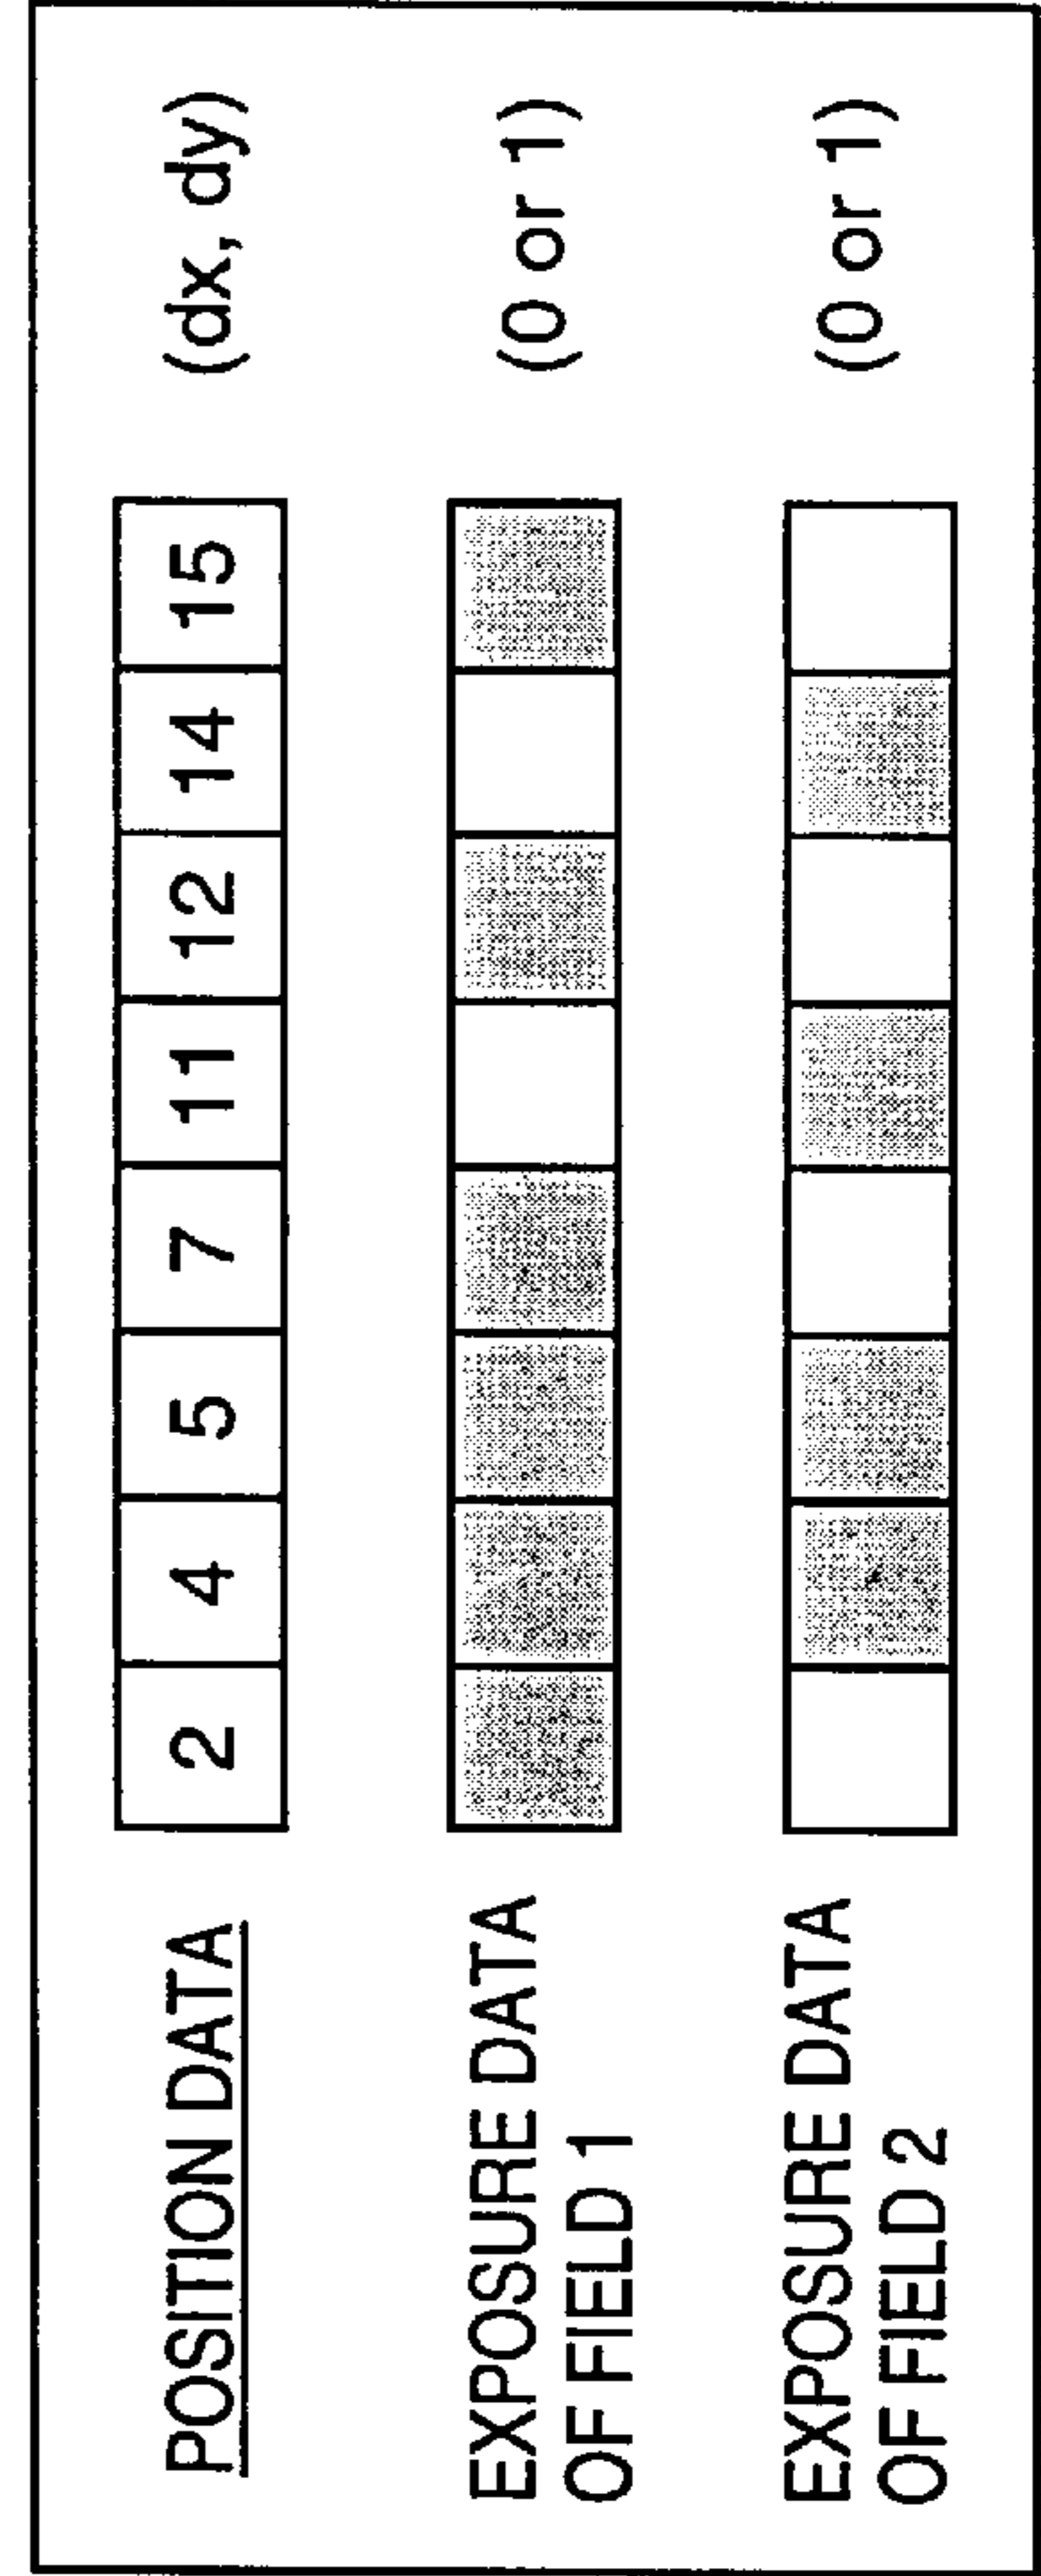 POSITION DATA 2 4 5 7 11 12 14 15 (dx, dy)
EXPOSURE DATA
OF FIELD 1 (0 or 1)
EXPOSURE DATA
OF FIELD 2 (0 or 1)